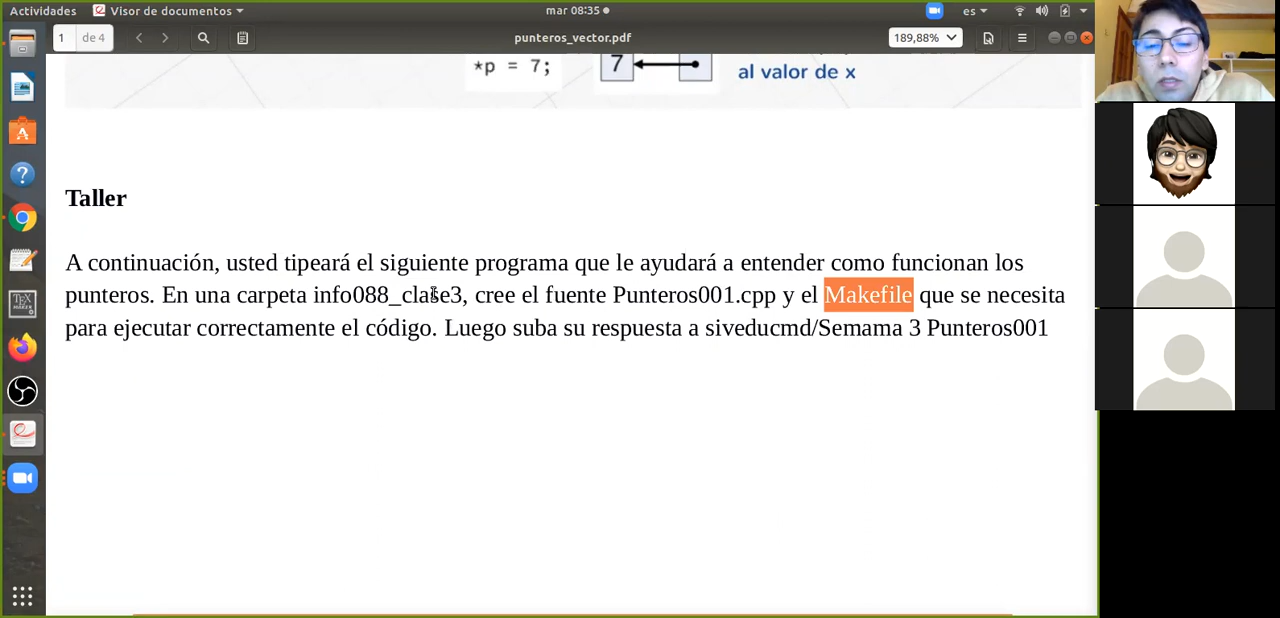 Actividades
Visor de documentos
mar 08:35
es
1
de 4
punteros_vector.pdf
189,88%
*p = 7;
7
al valor de x
Taller
A continuación, usted tipeará el siguiente programa que le ayudará a entender como funcionan los
punteros. En una carpeta info088_clase3, cree el fuente Punteros001.cpp y el Makefile que se necesita
para ejecutar correctamente el código. Luego suba su respuesta a siveducmd/Semama 3 Punteros001